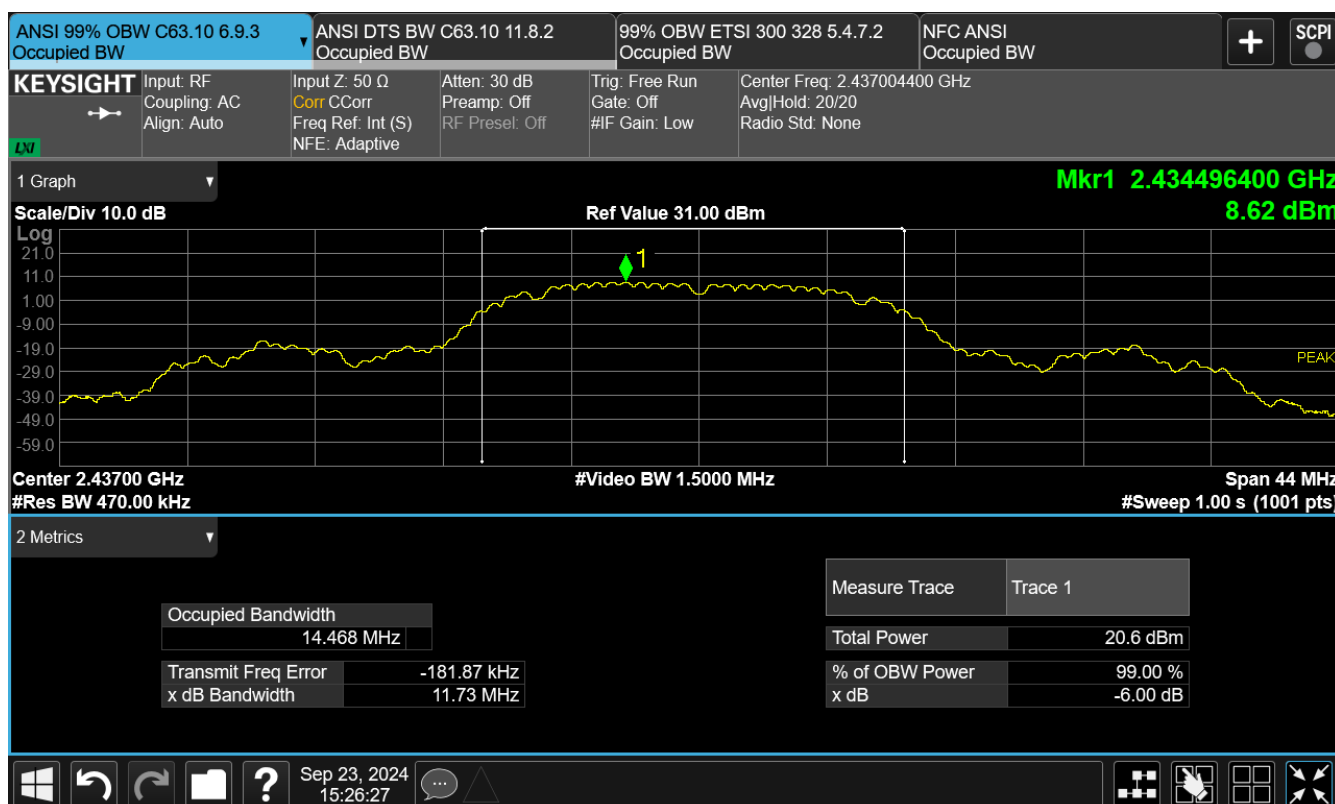 ANSI 99% OBW C63.10 6.9.3
Occupied BW
ANSI DTS BW C63.10 11.8.2
Occupied BW
99% OBW ETSI 300 328 5.4.7.2
Occupied BW
NFC ANSI
Occupied BW
SCPI
KEYSIGHT
LXI
Input: RF
Coupling: AC
Align: Auto
Input Z: 50 Ω
Corr CCorr
Freq Ref: Int (S)
NFE: Adaptive
Atten: 30 dB
Preamp: Off
RF Presel: Off
Trig: Free Run
Gate: Off
#IF Gain: Low
Center Freq: 2.437004400 GHz
Avg|Hold: 20/20
Radio Std: None
1 Graph
Mkr1 2.434496400 GHz
8.62 dBm
Scale/Div 10.0 dB
Ref Value 31.00 dBm
Log
21.0
11.0
1.00
-9.00
-19.0
-29.0
-39.0
-49.0
-59.0
1
PEAK
Center 2.43700 GHz
#Video BW 1.5000 MHz
Span 44 MHz
#Res BW 470.00 kHz
#Sweep 1.00 s (1001 pts)
2 Metrics
Measure Trace Trace 1
Occupied Bandwidth
14.468 MHz
Total Power 20.6 dBm
Transmit Freq Error -181.87 kHz
% of OBW Power 99.00 %
x dB Bandwidth 11.73 MHz
x dB -6.00 dB
?
Sep 23, 2024
15:26:27